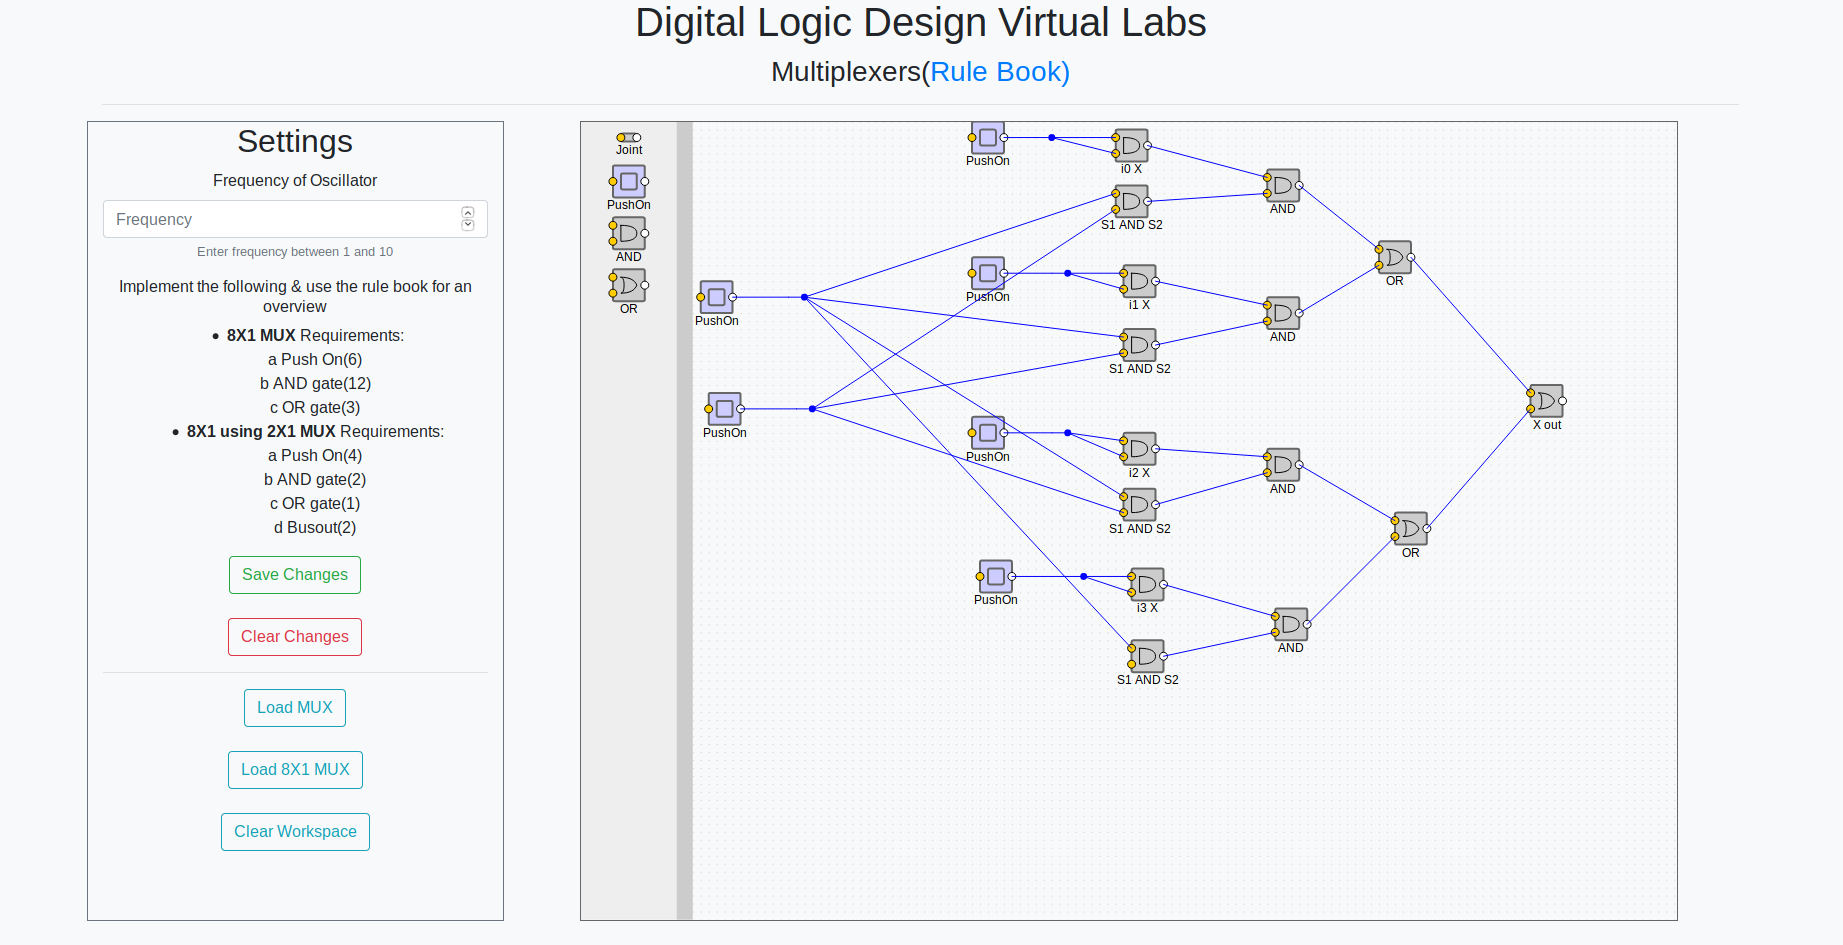 Digital Logic Design Virtual Labs
Multiplexers(Rule Book)
Settings
Frequency of Oscillator
Frequency
Enter frequency between 1 and 10
Implement the following & use the rule book for an
overview
• 8X1 MUX Requirements:
a Push On(6)
b AND gate(12)
c OR gate(3)
• 8X1 using 2X1 MUX Requirements:
a Push On(4)
b AND gate(2)
c OR gate(1)
d Busout(2)
Save Changes
Clear Changes
Load MUX
Load 8X1 MUX
Clear Workspace
Joint
PushOn
AND
OR
PushOn
i0 X
AND
S1 AND S2
PushOn
i1 X
OR
PushOn
AND
S1 AND S2
PushOn
X out
PushOn
i2 X
AND
S1 AND S2
OR
PushOn
i3 X
AND
S1 AND S2